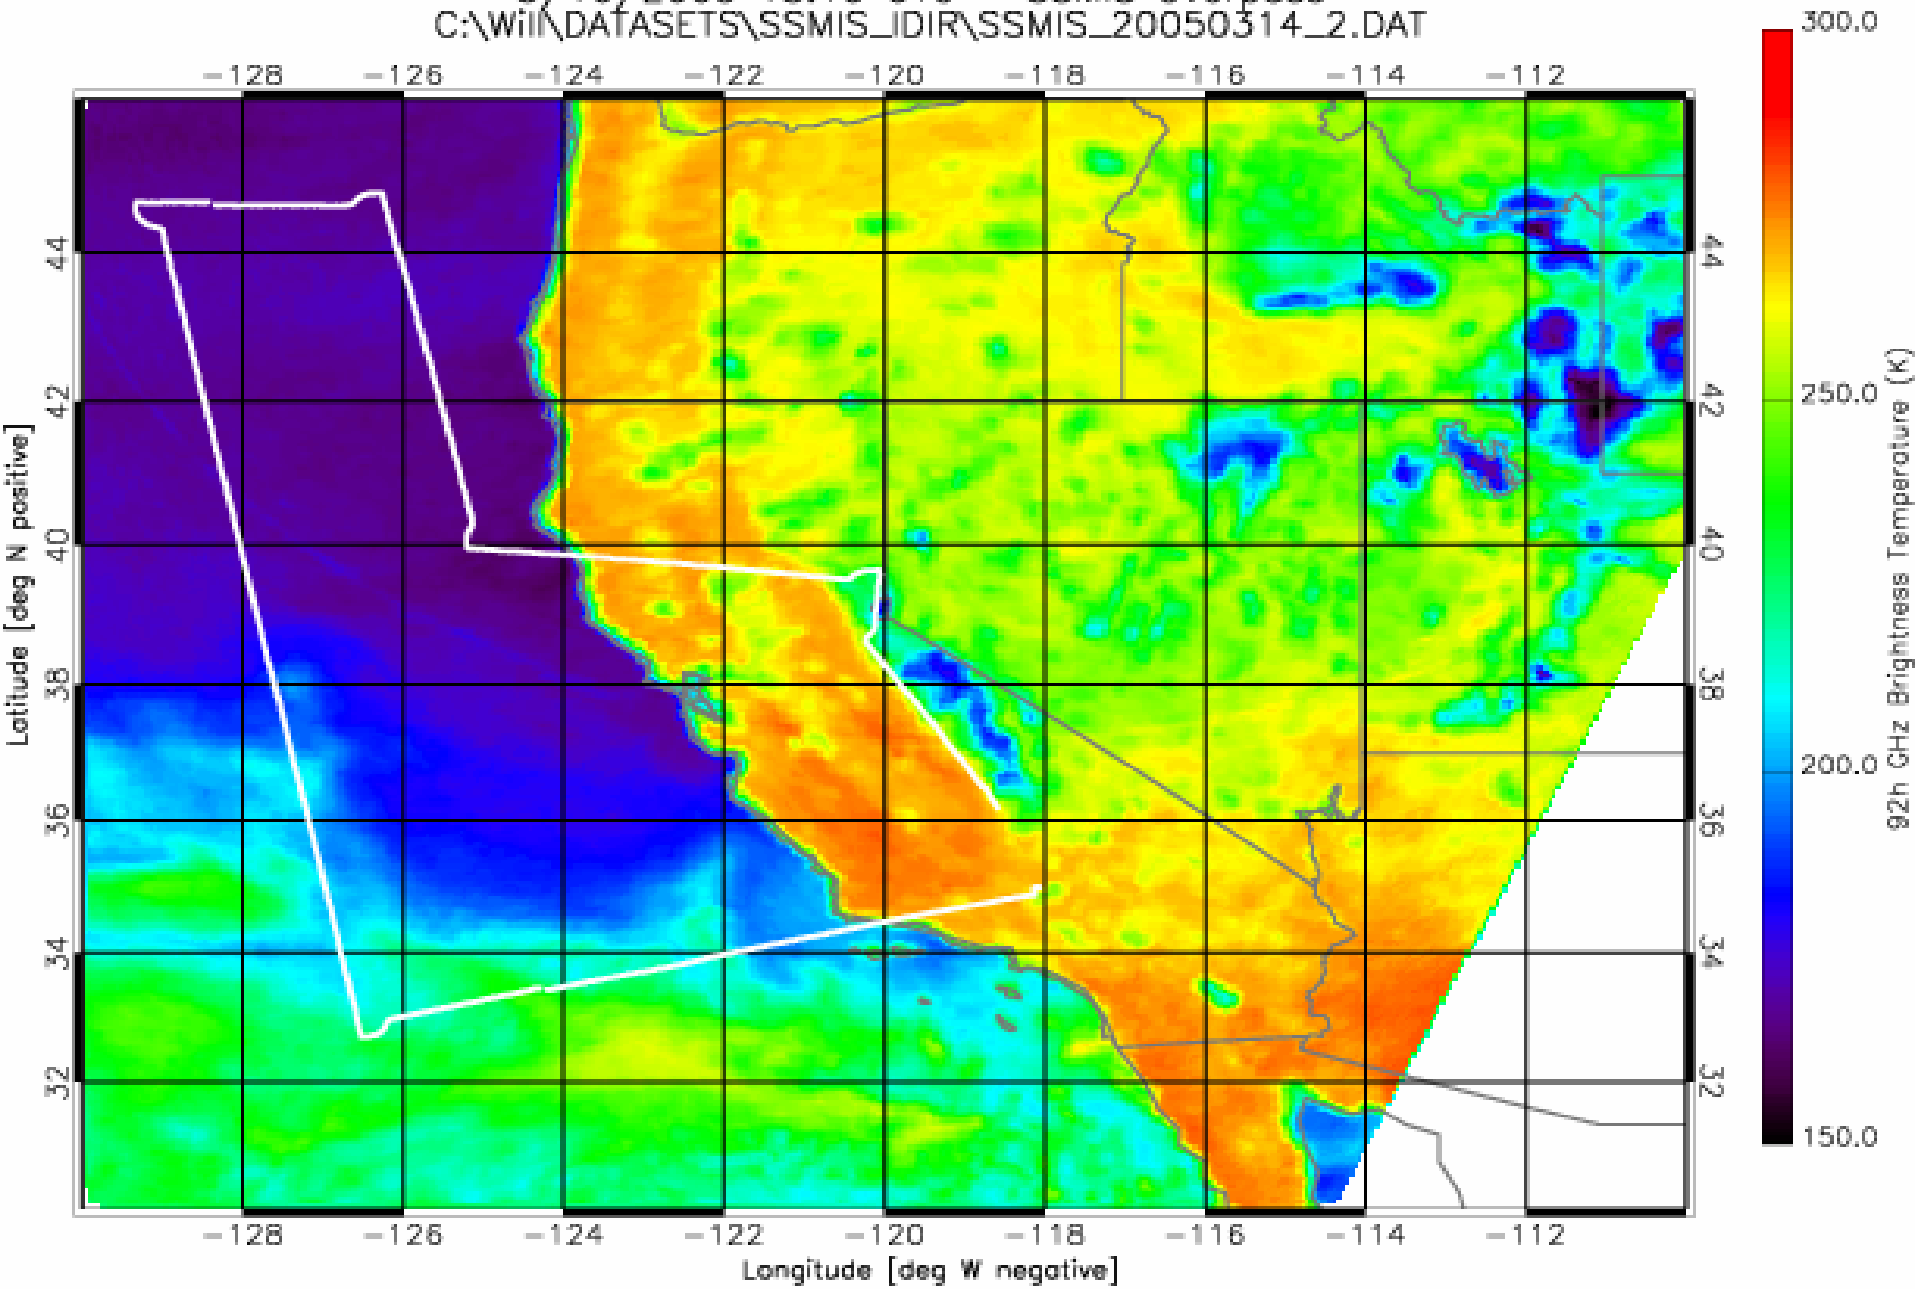 C:\Will\DATASETS\SSMIS_IDIR\SSMIS_20050314_2.DAT
-128 -126 -124 -122 -120 -118 -116 -114 -112
300.0
44 44
42 42
250.0
40 40
38 38
200.0
36 36
34 34
32 32
150.0
Latitude [deg N positive]
92h GHz Brightness Temperature (K)
-128 -126 -124 -122 -120 -118 -116 -114 -112
Longitude [deg W negative]